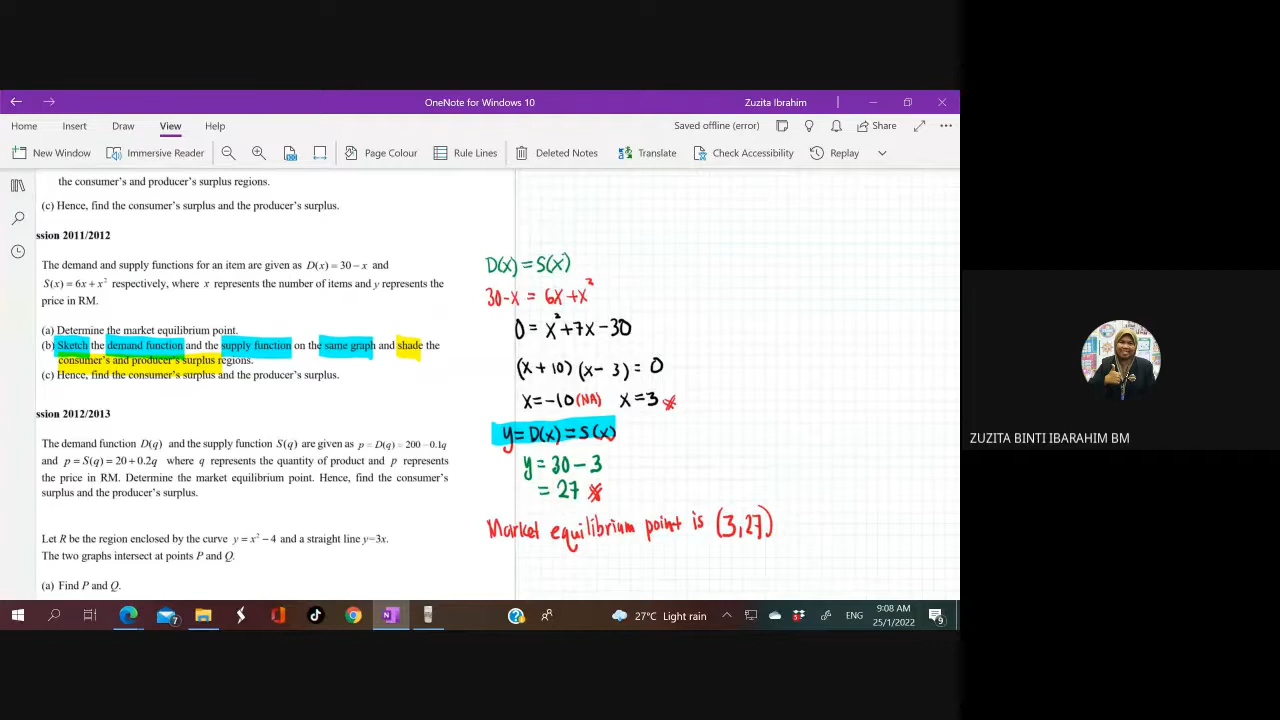 OneNote for Windows 10
Zuzita Ibrahim
Home Insert Draw View Help
Saved offline (error) Share
New Window Immersive Reader Page Colour Rule Lines Deleted Notes Translate Check Accessibility Replay
the consumer's and producer's surplus regions.
(c) Hence, find the consumer's surplus and the producer's surplus.
ssion 2011/2012
The demand and supply functions for an item are given as D(x) = 30 − x and
S(x) = 6x + x² respectively, where x represents the number of items and y represents the
price in RM.
(a) Determine the market equilibrium point.
(b) Sketch the demand function and the supply function on the same graph and shade the
consumer's and producer's surplus regions.
(c) Hence, find the consumer's surplus and the producer's surplus.
ssion 2012/2013
The demand function D(q) and the supply function S(q) are given as p = D(q) = 200 − 0.1q
and p = S(q) = 20 + 0.2q where q represents the quantity of product and p represents
the price in RM. Determine the market equilibrium point. Hence, find the consumer's
surplus and the producer's surplus.
Let R be the region enclosed by the curve y = x² − 4 and a straight line y=3x.
The two graphs intersect at points P and Q.
(a) Find P and Q.
D(x) = S(x)
30 - x = 6x + x²
0 = x² + 7x - 30
(x + 10) (x - 3) = 0
x = -10 (NA) x = 3
y = D(x) = S(x)
y = 30 - 3
= 27
Market equilibrium point is (3,27)
ZUZITA BINTI IBARAHIM BM
7
27°C Light rain
ENG
9:08 AM
25/1/2022
9